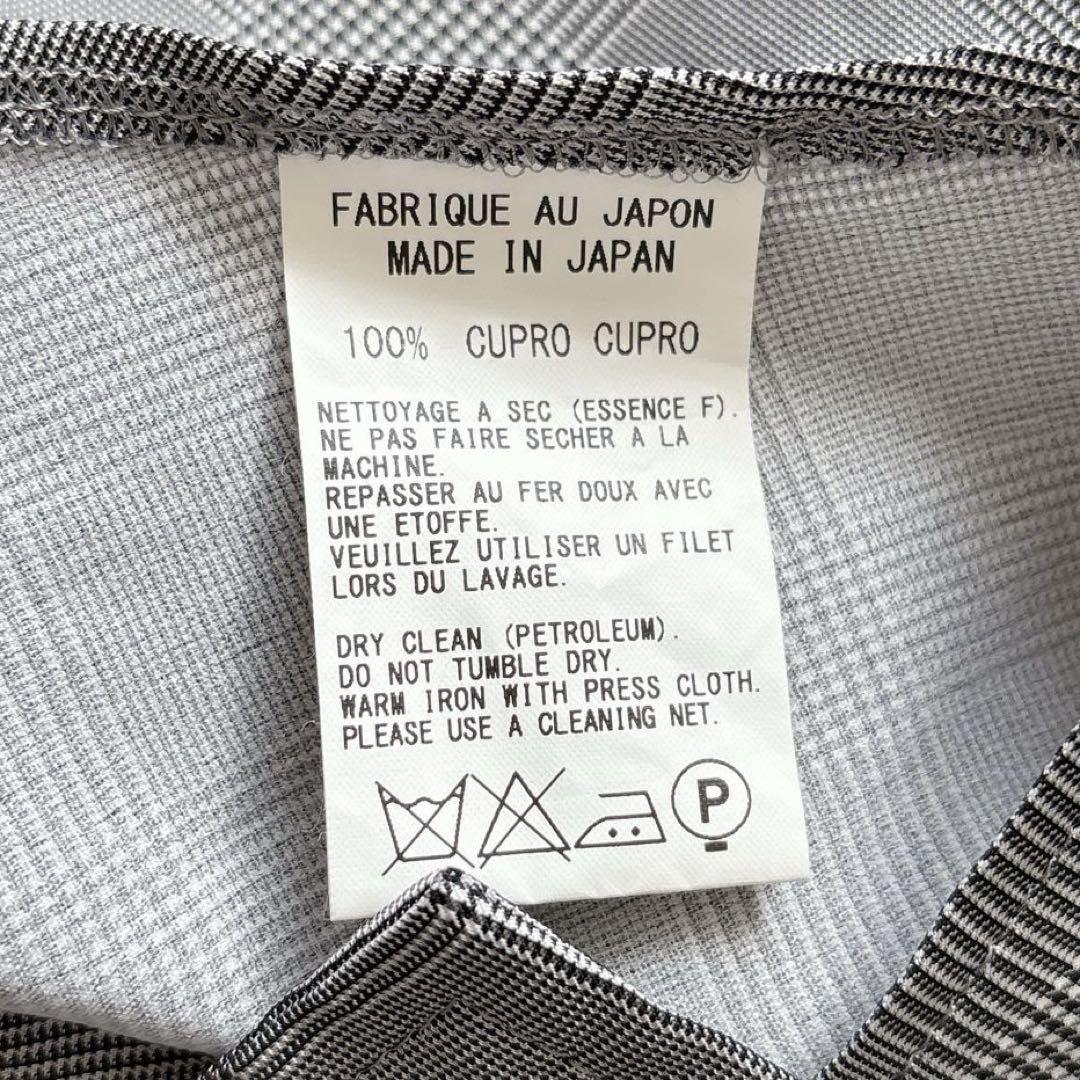 FABRIQUE AU JAPON
MADE IN JAPAN
100% CUPRO CUPRO
NETTOYAGE A SEC (ESSENCE F).
NE PAS FAIRE SECHER A LA
MACHINE.
REPASSER AU FER DOUX AVEC
UNE ETOFFE.
VEUILLEZ UTILISER UN FILET
LORS DU LAVAGE.
DRY CLEAN (PETROLEUM).
DO NOT TUMBLE DRY.
WARM IRON WITH PRESS CLOTH.
PLEASE USE A CLEANING NET.
P